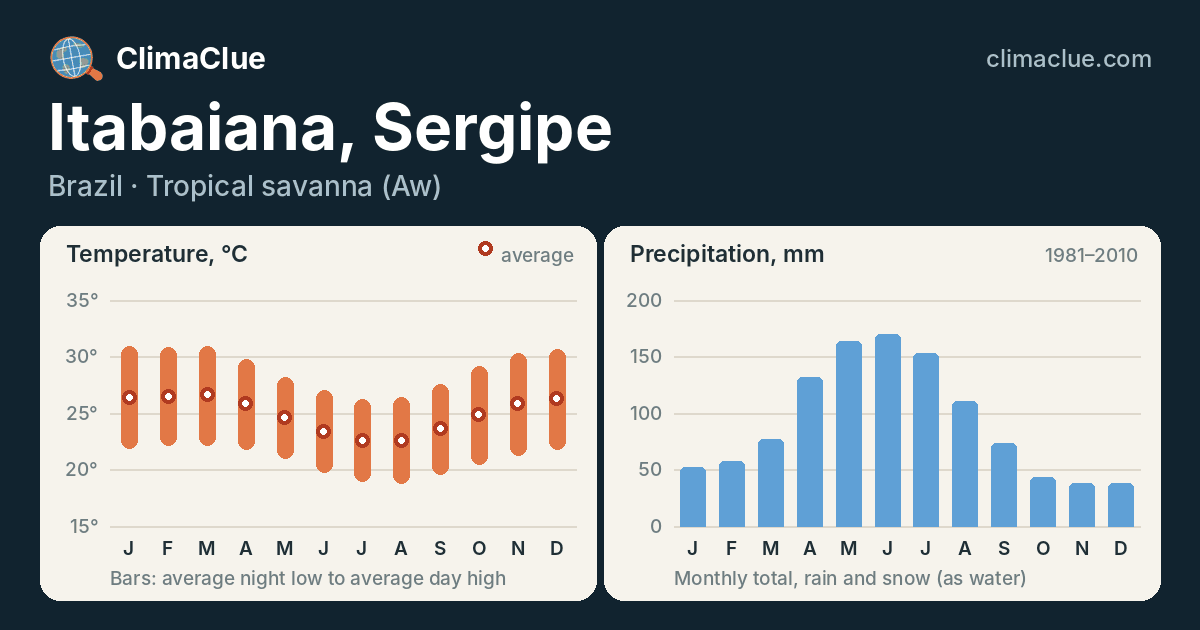 ClimaClue
climaclue.com
Itabaiana, Sergipe
Brazil · Tropical savanna (Aw)
Temperature, °C
average
35°
30°
25°
20°
15°
J F M A M J J A S O N D
Bars: average night low to average day high
Precipitation, mm
1981–2010
200
150
100
50
0
J F M A M J J A S O N D
Monthly total, rain and snow (as water)